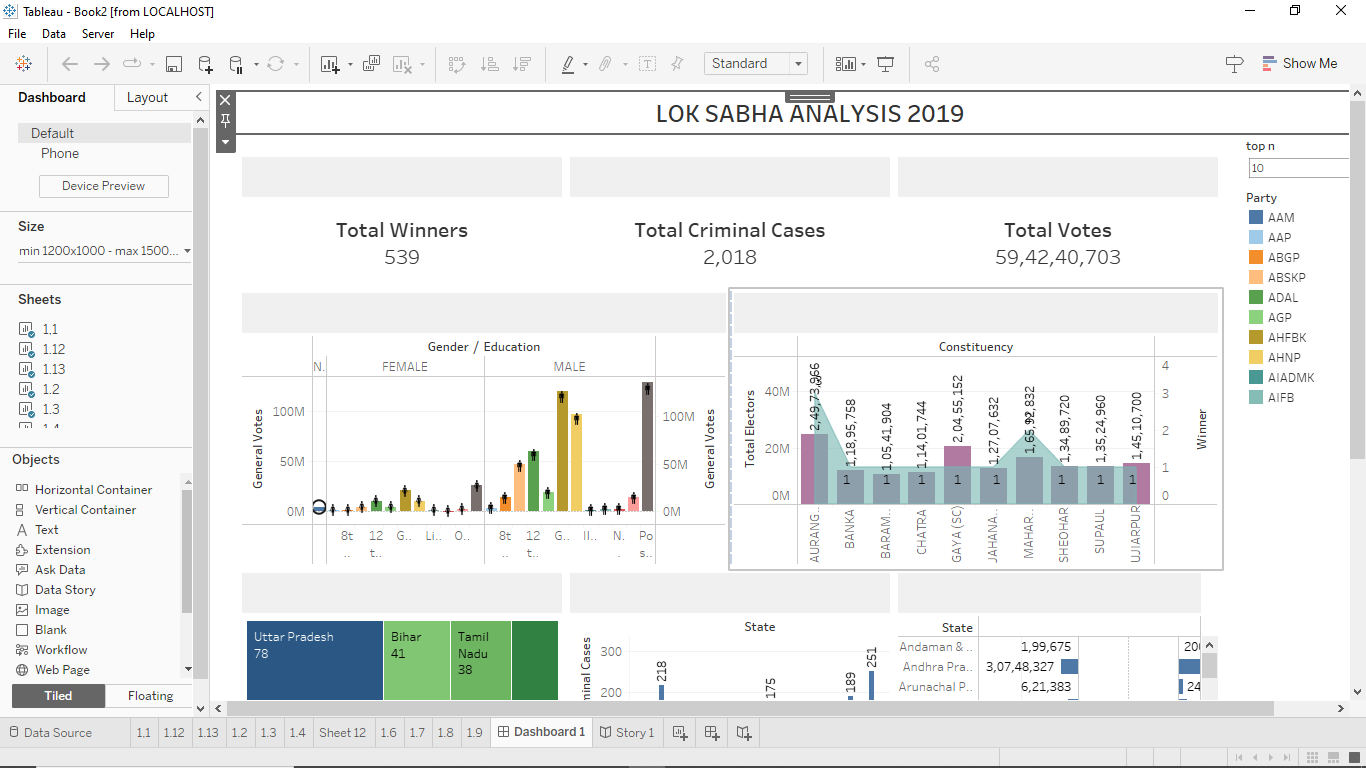 Tableau - Book2 [from LOCALHOST]
File Data Server Help
Standard
Show Me
Dashboard Layout
Default
Phone
Device Preview
Size
min 1200x1000 - max 1500...
Sheets
1,1
1.12
1.13
1.2
1.3
Objects
Horizontal Container
Vertical Container
Text
Extension
Ask Data
Data Story
Image
Blank
Workflow
Web Page
Tiled Floating
LOK SABHA ANALYSIS 2019
Total Winners
539
Total Criminal Cases
2,018
Total Votes
59,42,40,703
top n
10
Party
AAM
AAP
ABGP
ABSKP
ADAL
AGP
AHFBK
AHNP
AIADMK
AIFB
Gender / Education
N. FEMALE MALE
General Votes
100M
50M
0M
100M
50M
0M
General Votes
8t.. 12 t.. G.. Li.. O.. 8t.. 12 t.. G.. Il.. N. . Po s..
Constituency
Total Electors
40M
20M
0M
2,49,73,966
1,18,95,758
1,05,41,904
1,14,01,744
2,04,55,152
1,27,07,632
1,65,92,832
1,34,89,720
1,35,24,960
1,45,10,700
1 1 1 1 1 1 1 1
4
3
2
1
0
Winner
AURANG..
BANKA
BARAM..
CHATRA
GAYA (SC)
JAHANA..
MAHAR..
SHEOHAR
SUPAUL
UJIARPUR
Uttar Pradesh
78
Bihar
41
Tamil
Nadu
38
State
minal Cases
300
200
218
175
189
251
State
Andaman & .. 1,99,675
Andhra Pra.. 3,07,48,327
Arunachal P.. 6,21,383 24
Data Source 1,1 1.12 1.13 1.2 1.3 1.4 Sheet 12 1.6 1.7 1.8 1.9 Dashboard 1 Story 1